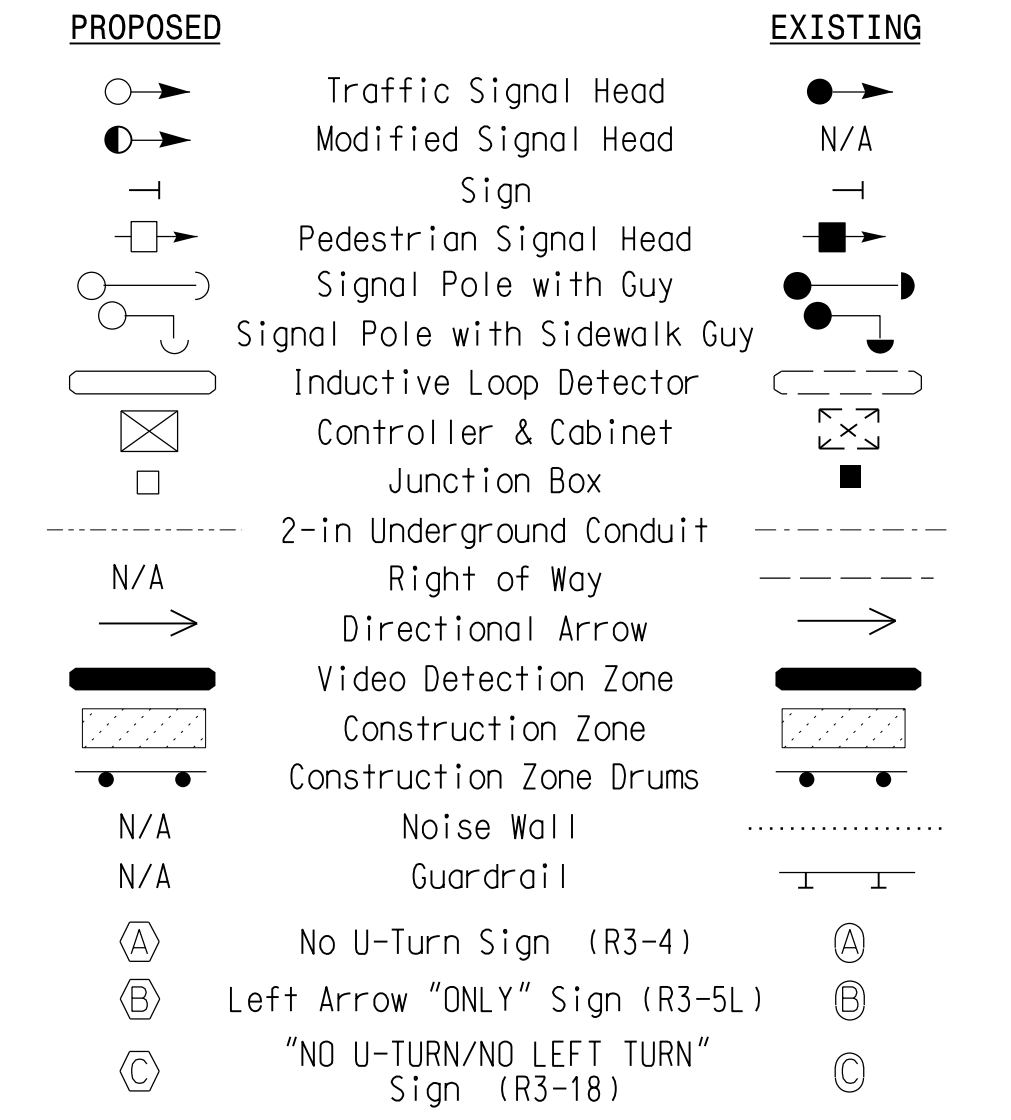 PROPOSED EXISTING
Traffic Signal Head
Modified Signal Head N/A
Sign
Pedestrian Signal Head
Signal Pole with Guy
Signal Pole with Sidewalk Guy
Inductive Loop Detector
Controller & Cabinet
Junction Box
2-in Underground Conduit
N/A Right of Way
Directional Arrow
Video Detection Zone
Construction Zone
Construction Zone Drums
N/A Noise Wall
N/A Guardrail
A No U-Turn Sign (R3-4) A
B Left Arrow "ONLY" Sign (R3-5L) B
"NO U-TURN/NO LEFT TURN"
C Sign (R3-18) C